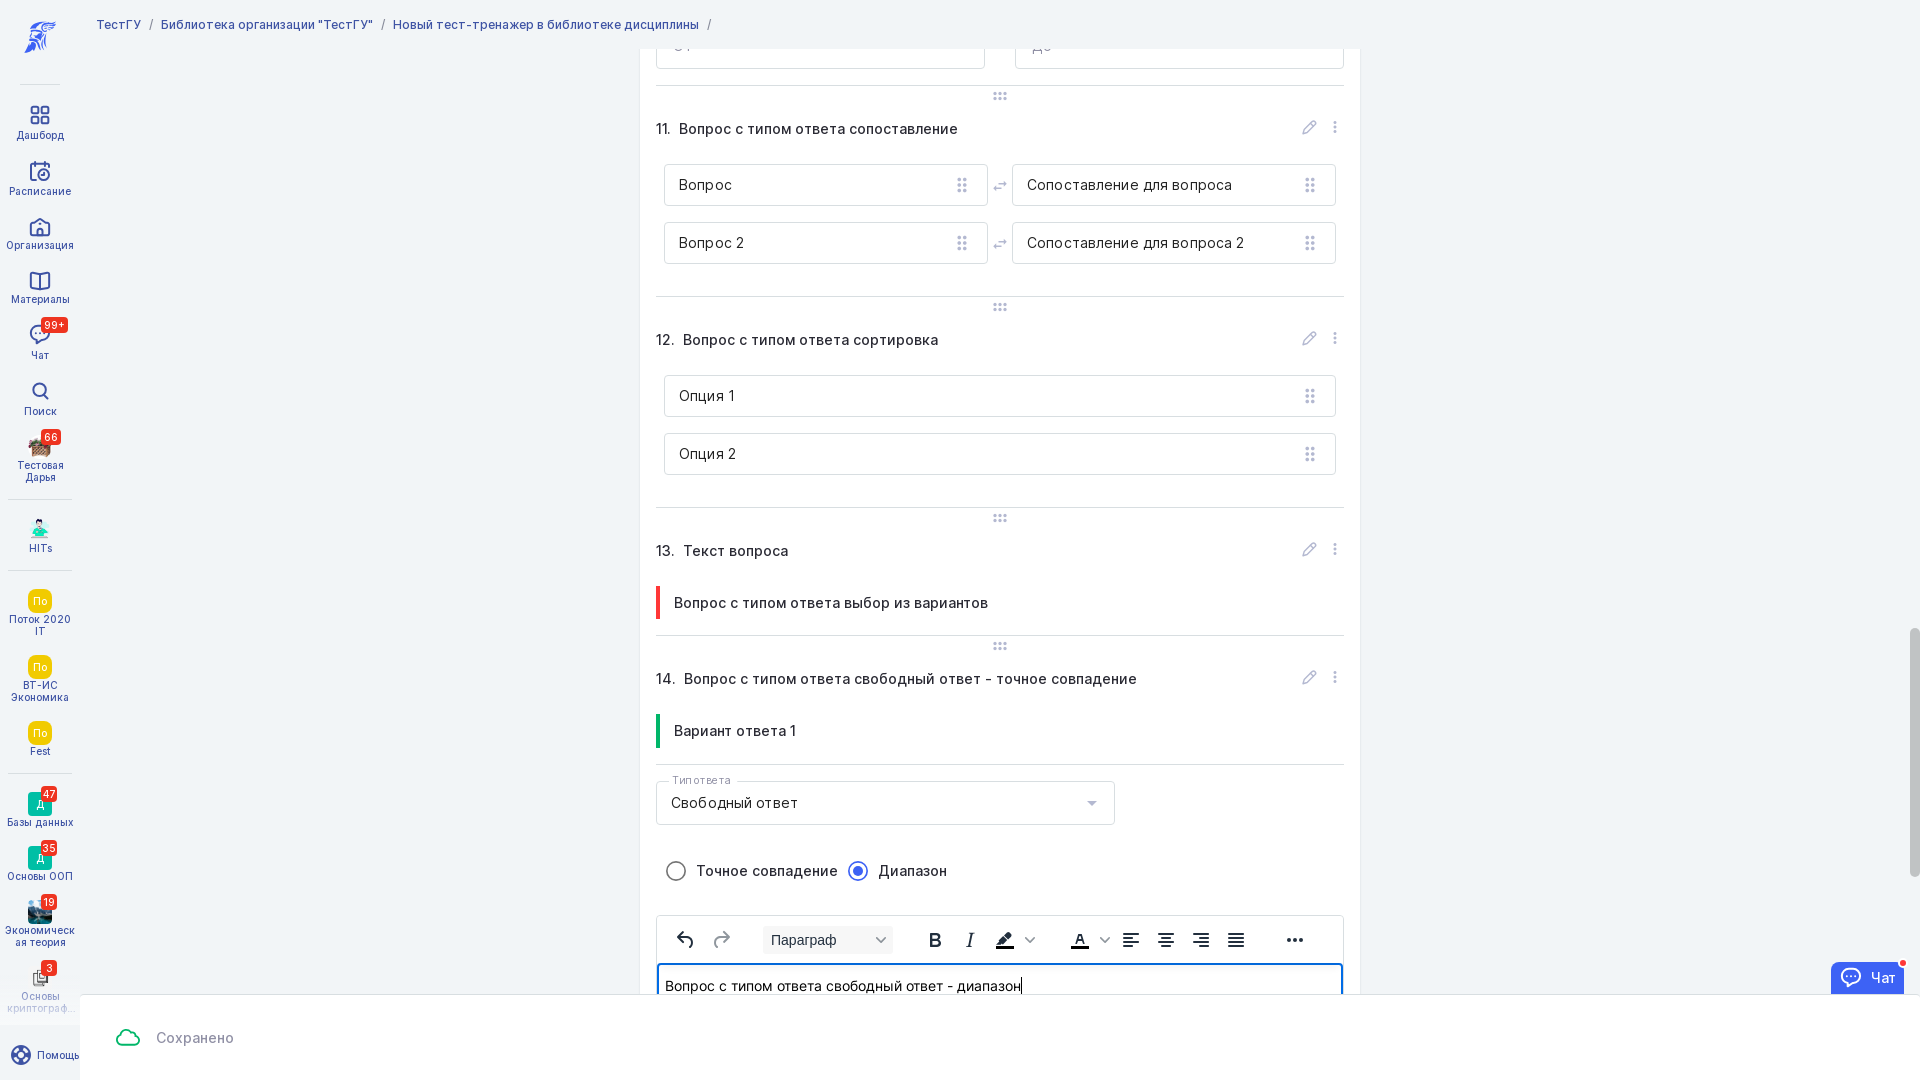 ТестГУ / Библиотека организации "ТестГУ" / Новый тест-тренажер в библиотеке дисциплины /
Дашборд
Расписание
Организация
Материалы
99+
Чат
Поиск
66
Тестовая
Дарья
HITs
По
Поток 2020
IT
По
ВТ-ИС
Экономика
По
Fest
47
Д
Базы данных
35
Д
Основы ООП
19
Экономическ
ая теория
3
Основы
криптограф...
Помощь
11. Вопрос с типом ответа сопоставление
Вопрос
Сопоставление для вопроса
Вопрос 2
Сопоставление для вопроса 2
12. Вопрос с типом ответа сортировка
Опция 1
Опция 2
13. Текст вопроса
Вопрос с типом ответа выбор из вариантов
14. Вопрос с типом ответа свободный ответ - точное совпадение
Вариант ответа 1
Тип ответа
Свободный ответ
Точное совпадение
Диапазон
Параграф
B I A
Вопрос с типом ответа свободный ответ - диапазон
Чат
Сохранено